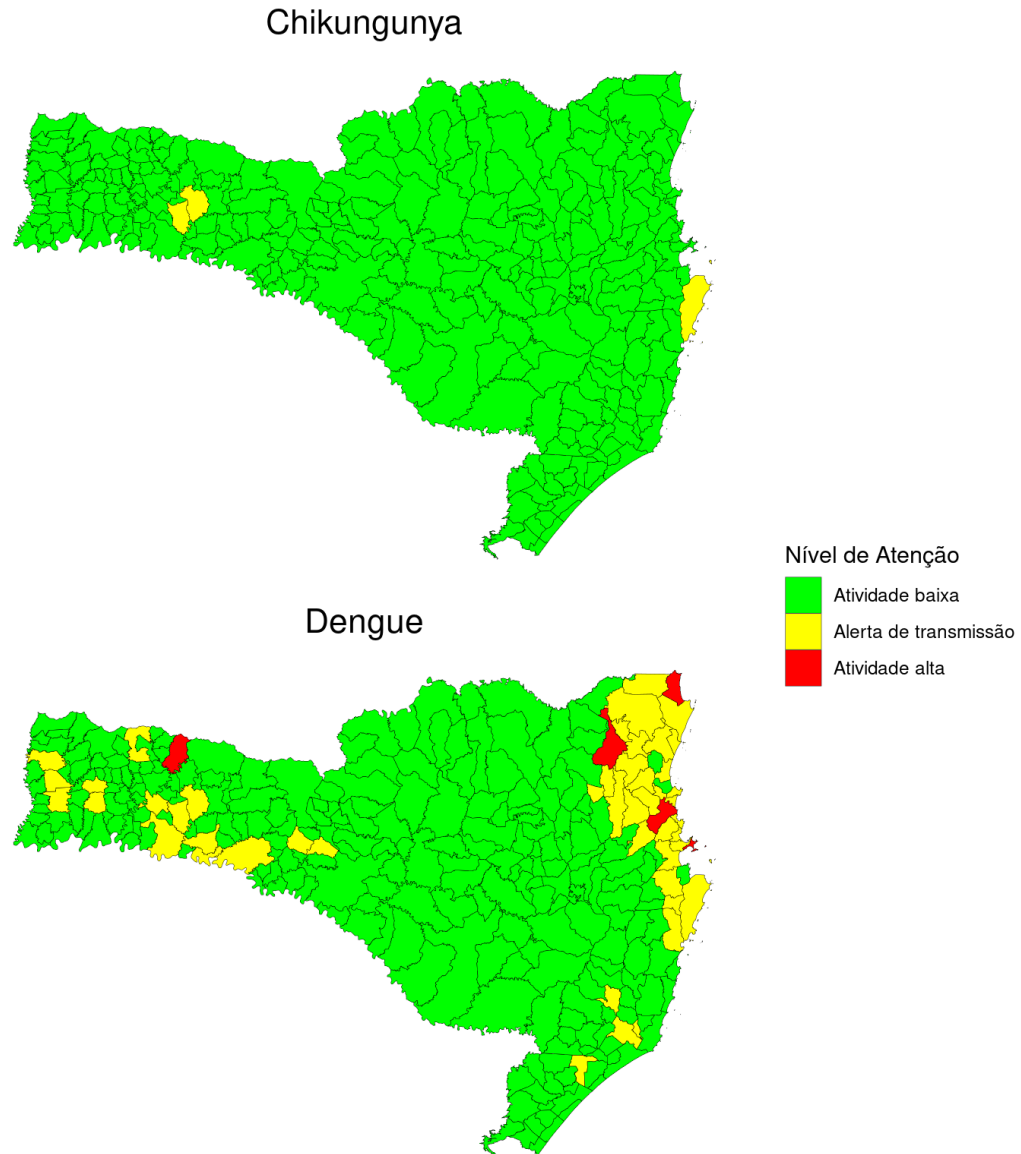 Chikungunya
Nível de Atenção
Atividade baixa
Alerta de transmissão
Atividade alta
Dengue